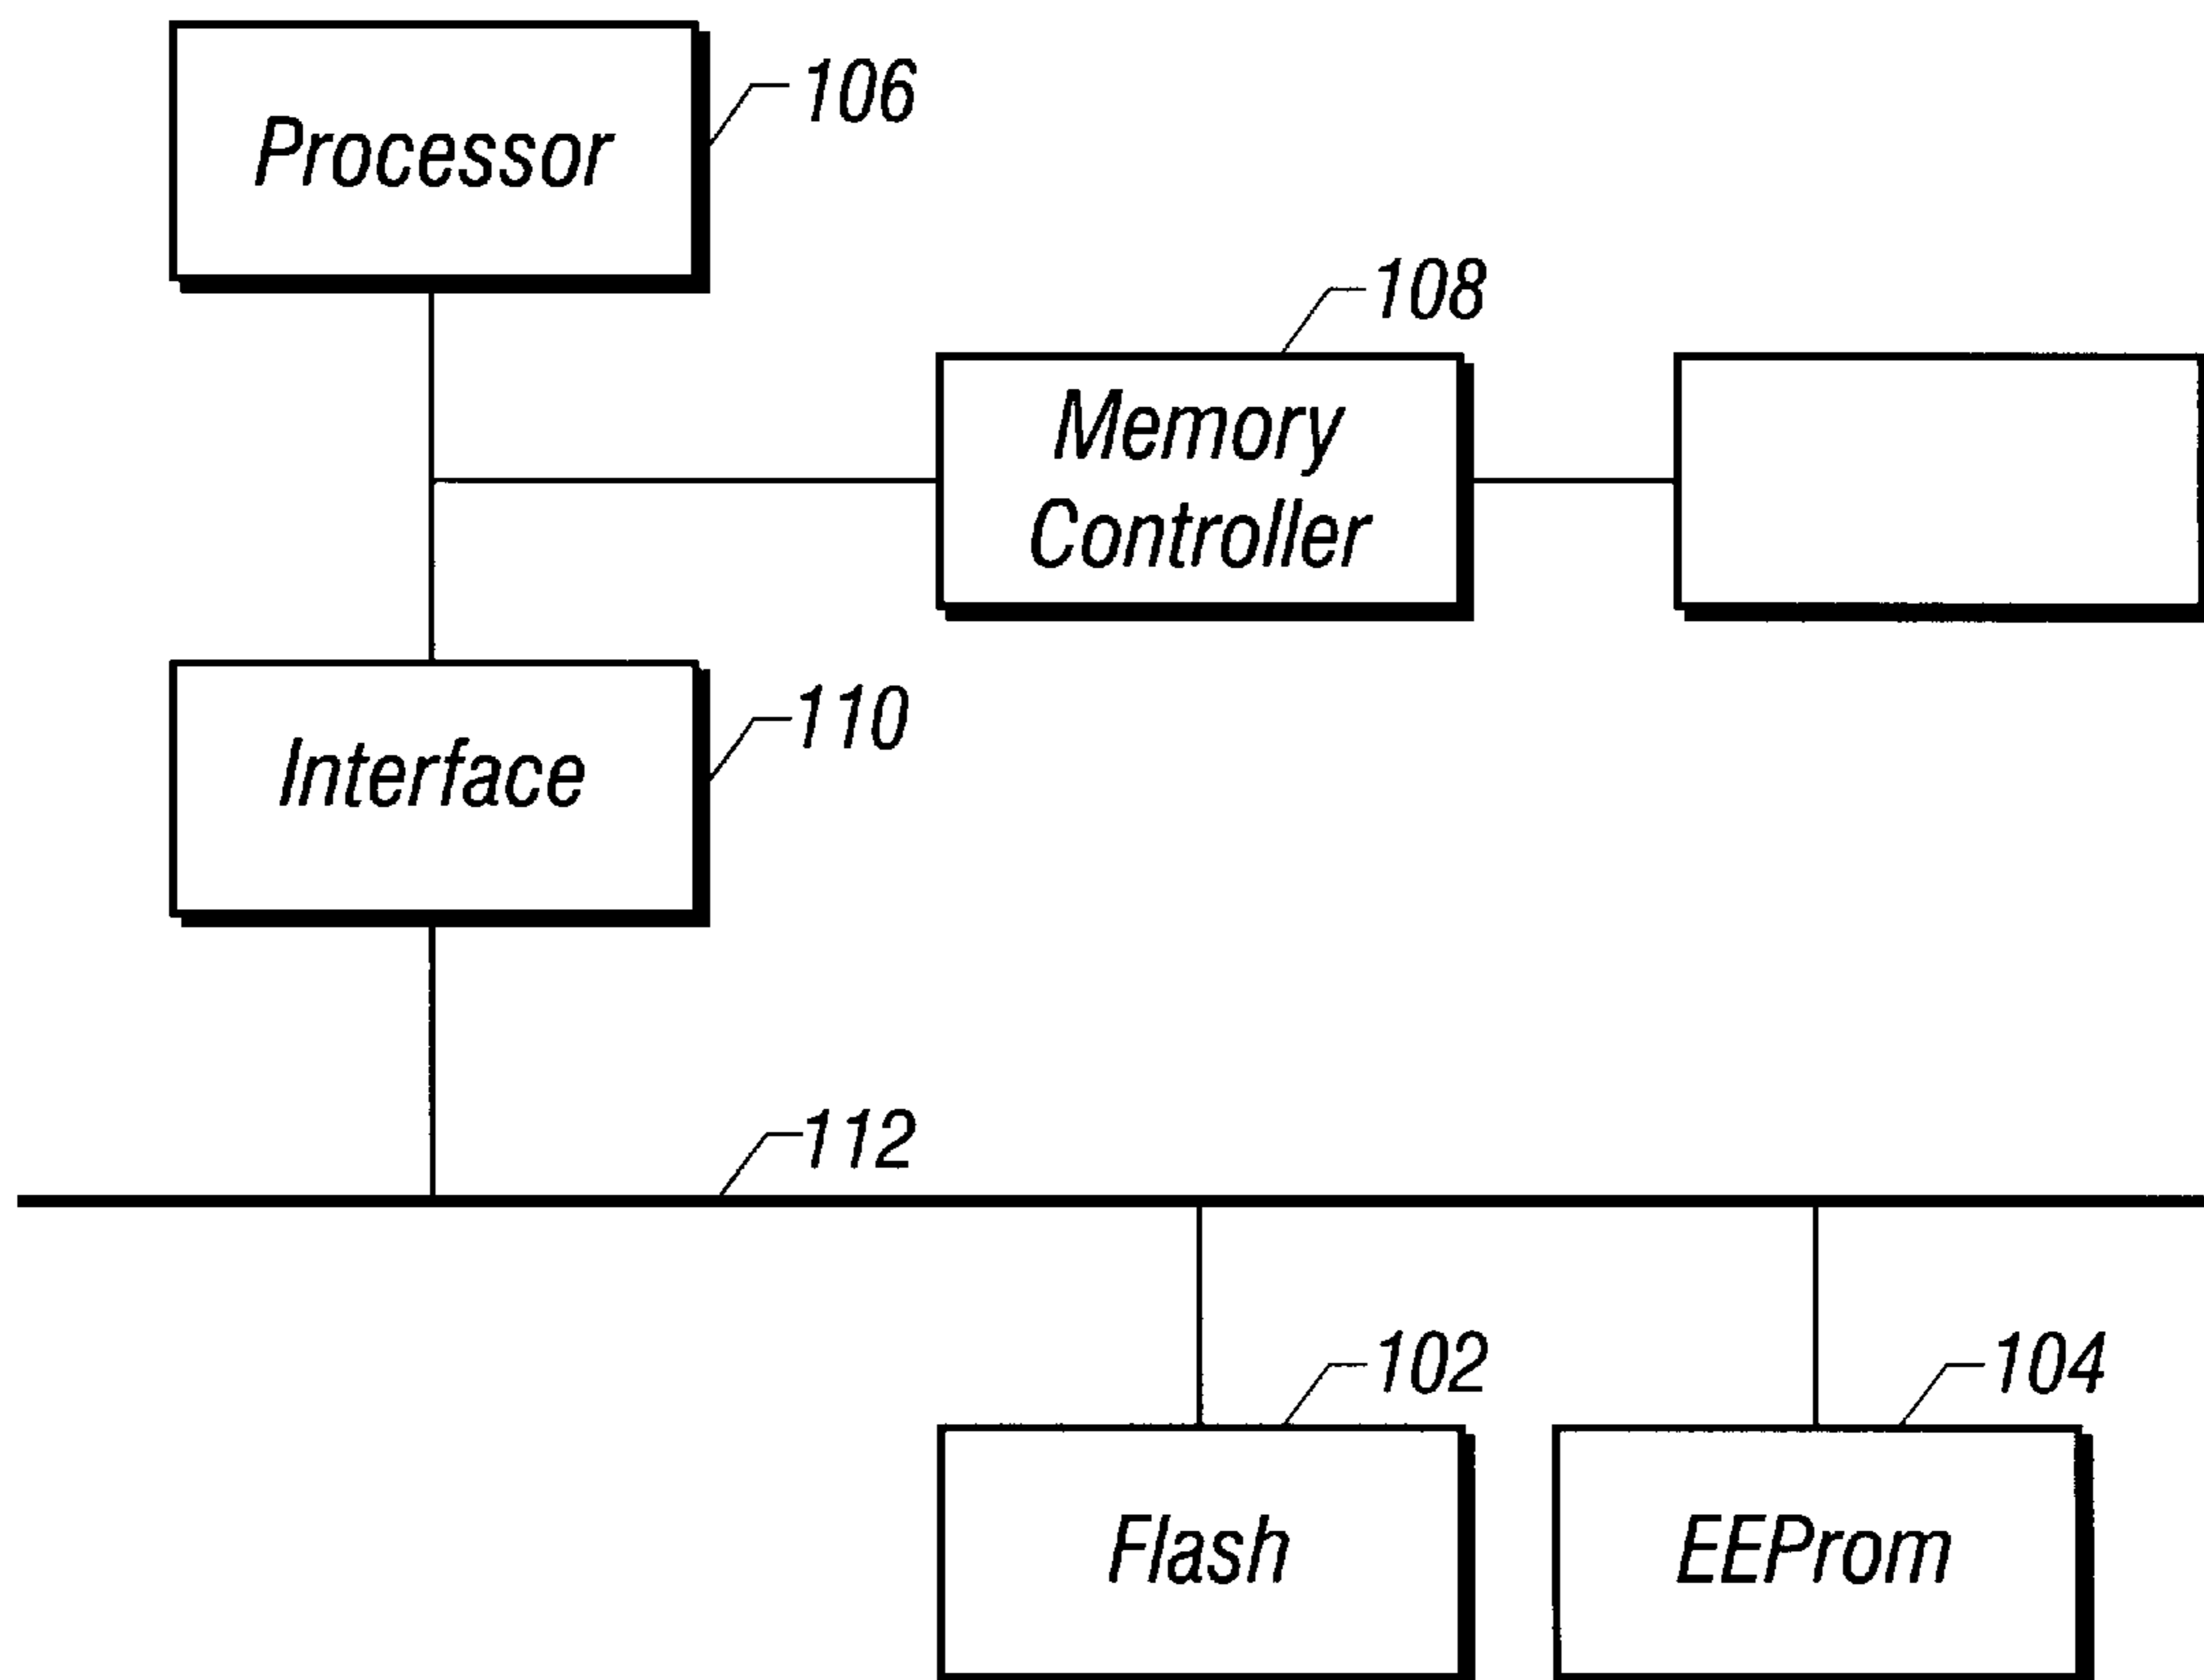 Processor
106
108
Memory
Controller
Interface
110
112
102
104
Flash
EEProm